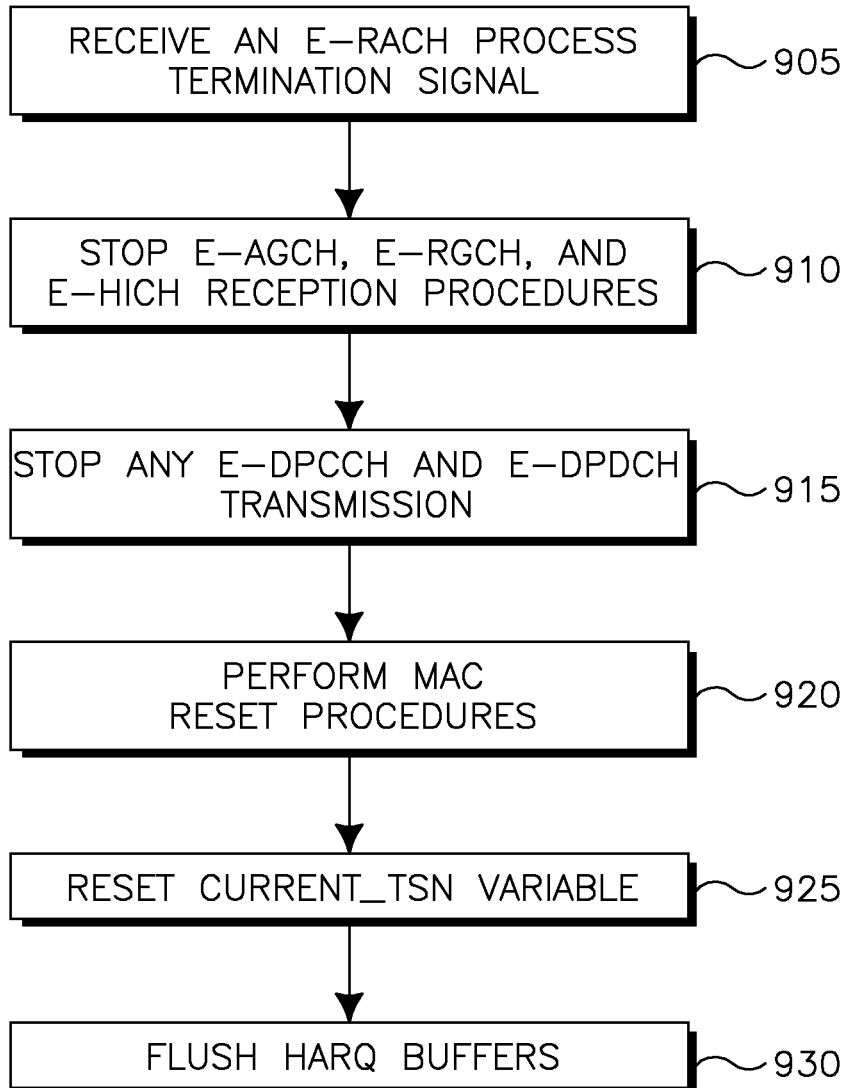 RECEIVE AN E-RACH PROCESS
TERMINATION SIGNAL
905
STOP E-AGCH, E-RGCH, AND
E-HICH RECEPTION PROCEDURES
910
STOP ANY E-DPCCH AND E-DPDCH
TRANSMISSION
915
PERFORM MAC
RESET PROCEDURES
920
RESET CURRENT_TSN VARIABLE
925
FLUSH HARQ BUFFERS
930